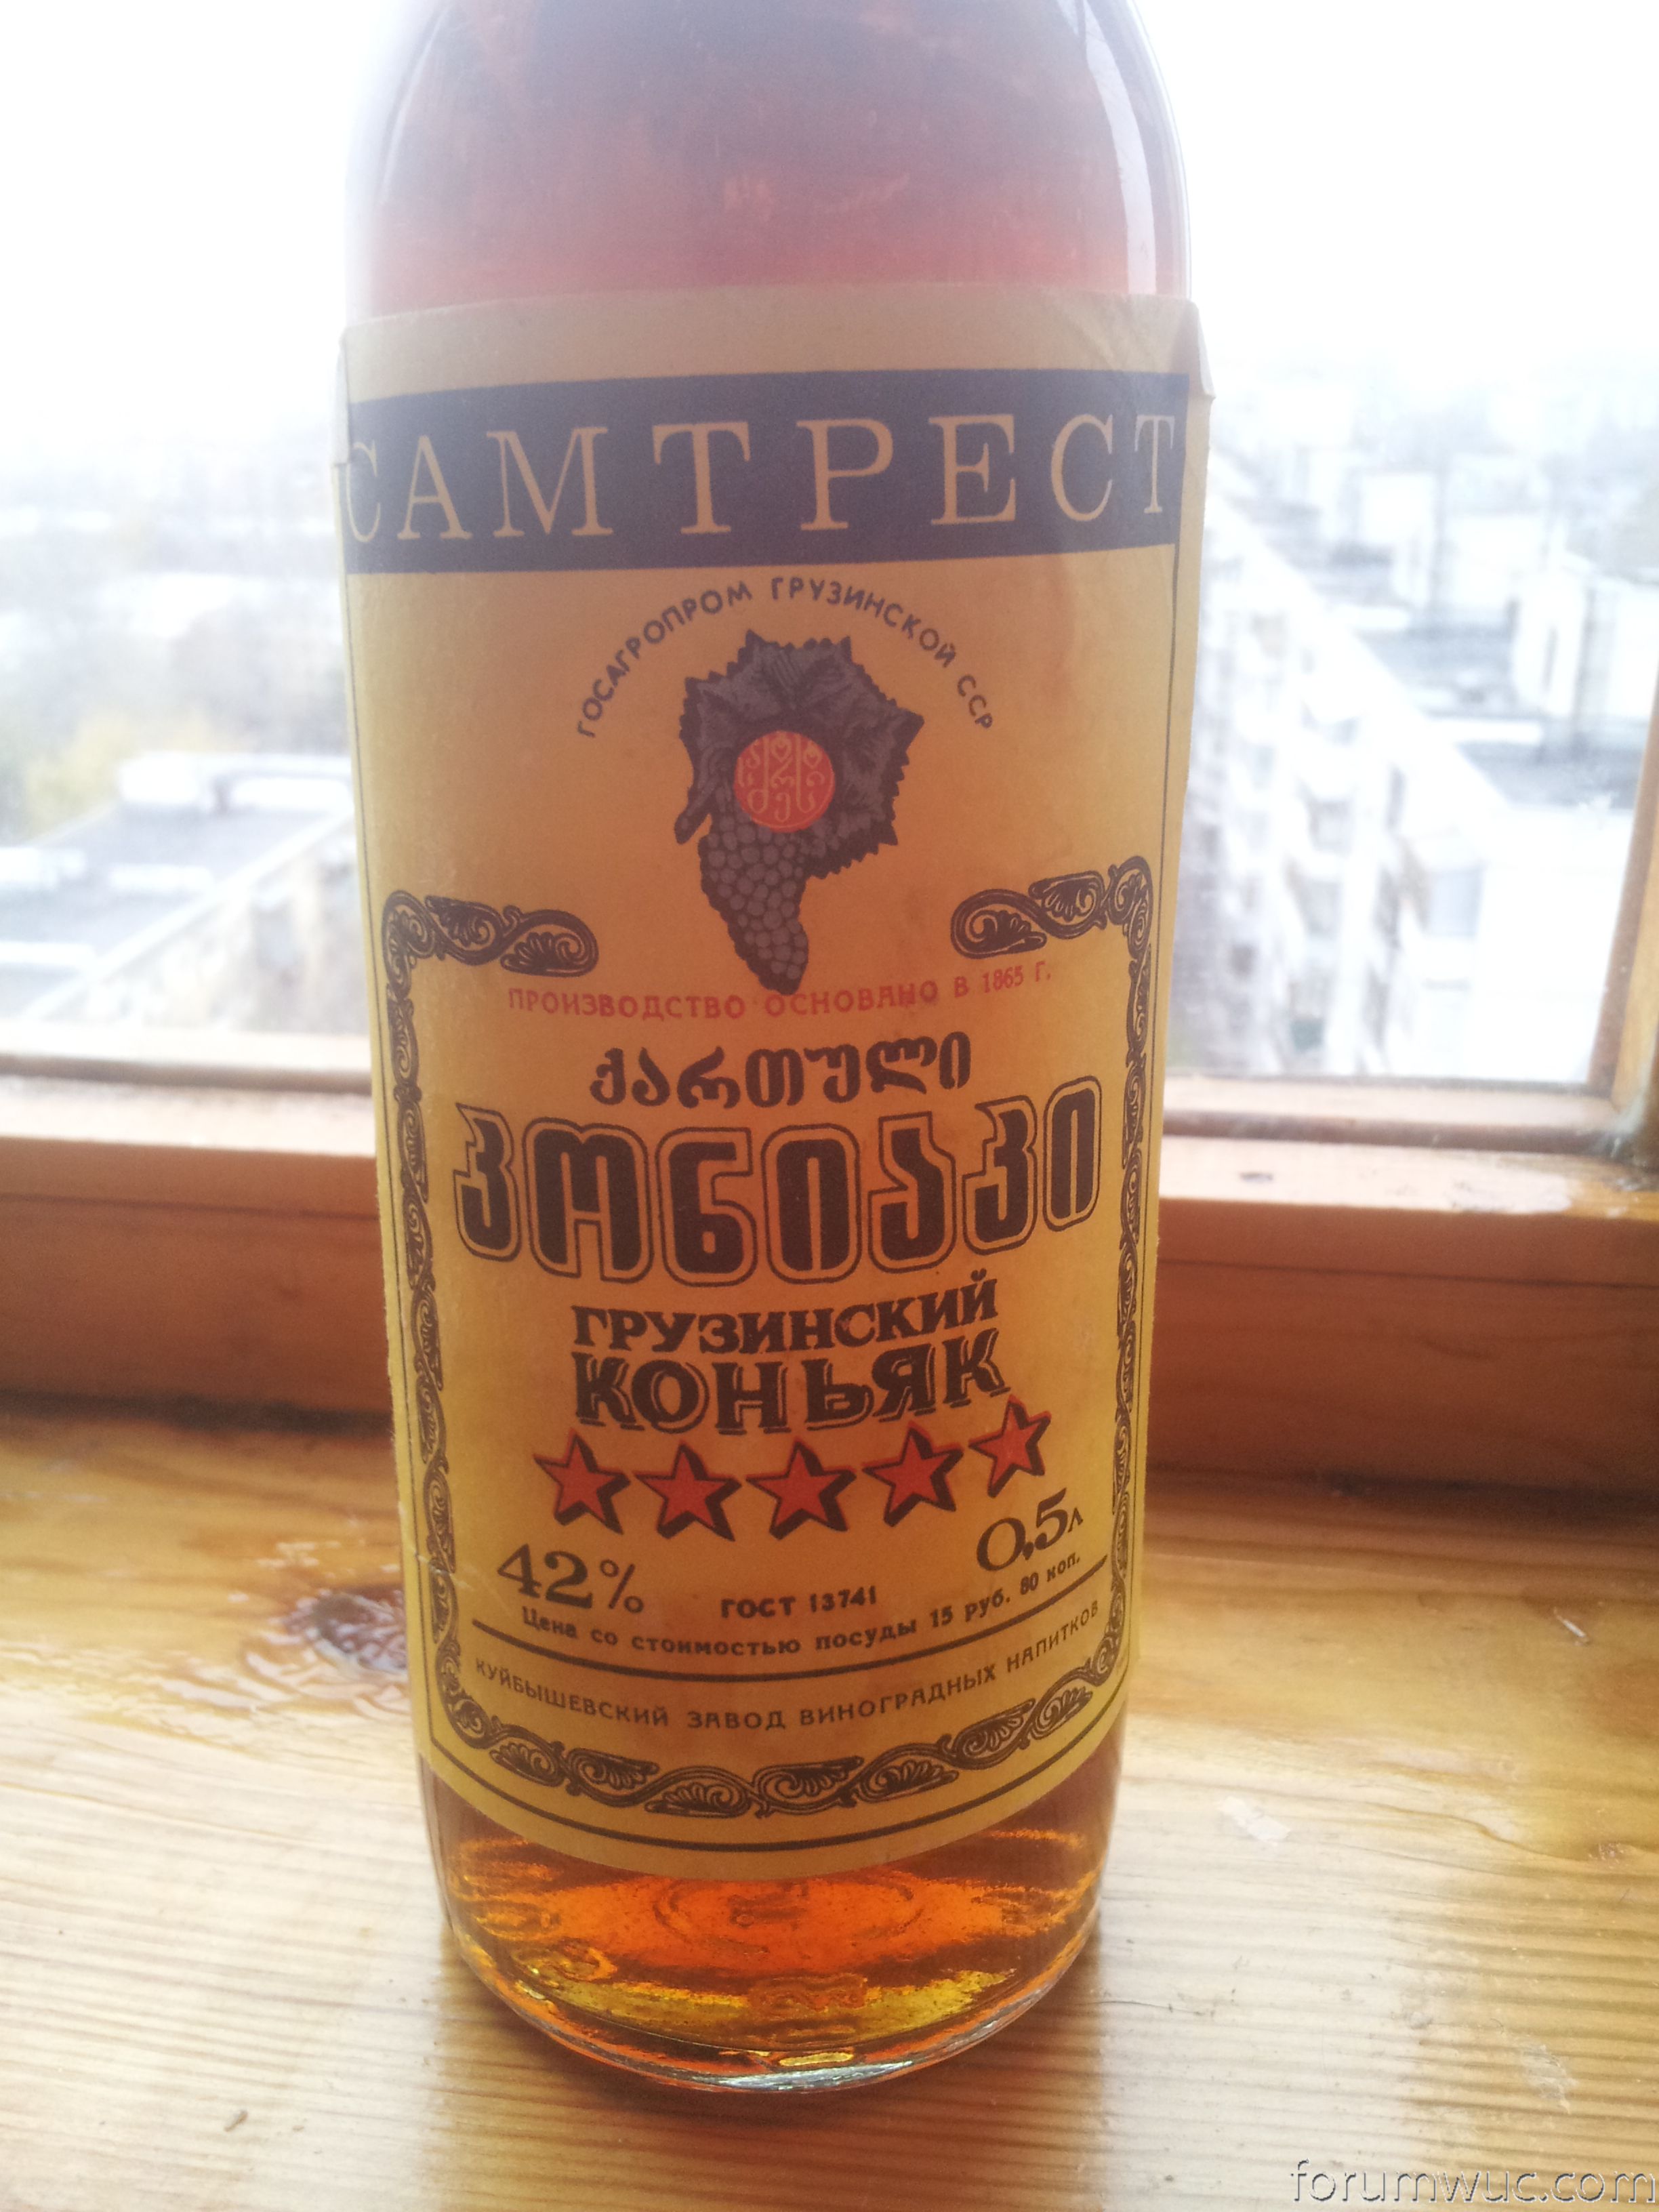 САМТРЕСТ
ГОСАГРОПРОМ ГРУЗИНСКОЙ ССР
ПРОИЗВОДСТВО ОСНОВАНО В 1865 Г.
ქართული
კონიაკი
ГРУЗИНСКИЙ
КОНЬЯК
42% ГОСТ 13741 0,5л
Цена со стоимостью посуды 15 руб. 80 коп.
КУЙБЫШЕВСКИЙ ЗАВОД ВИНОГРАДНЫХ НАПИТКОВ
forumwuc.com